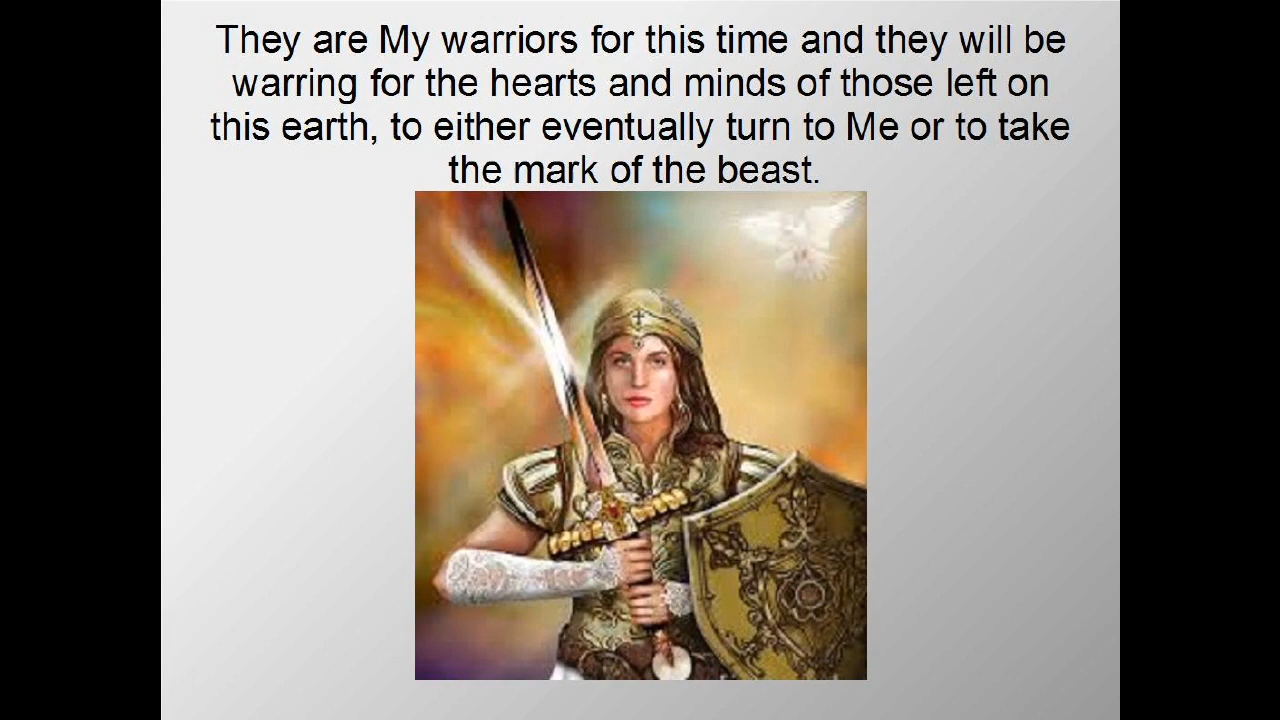 They are My warriors for this time and they will be
warring for the hearts and minds of those left on
this earth, to either eventually turn to Me or to take
the mark of the beast.